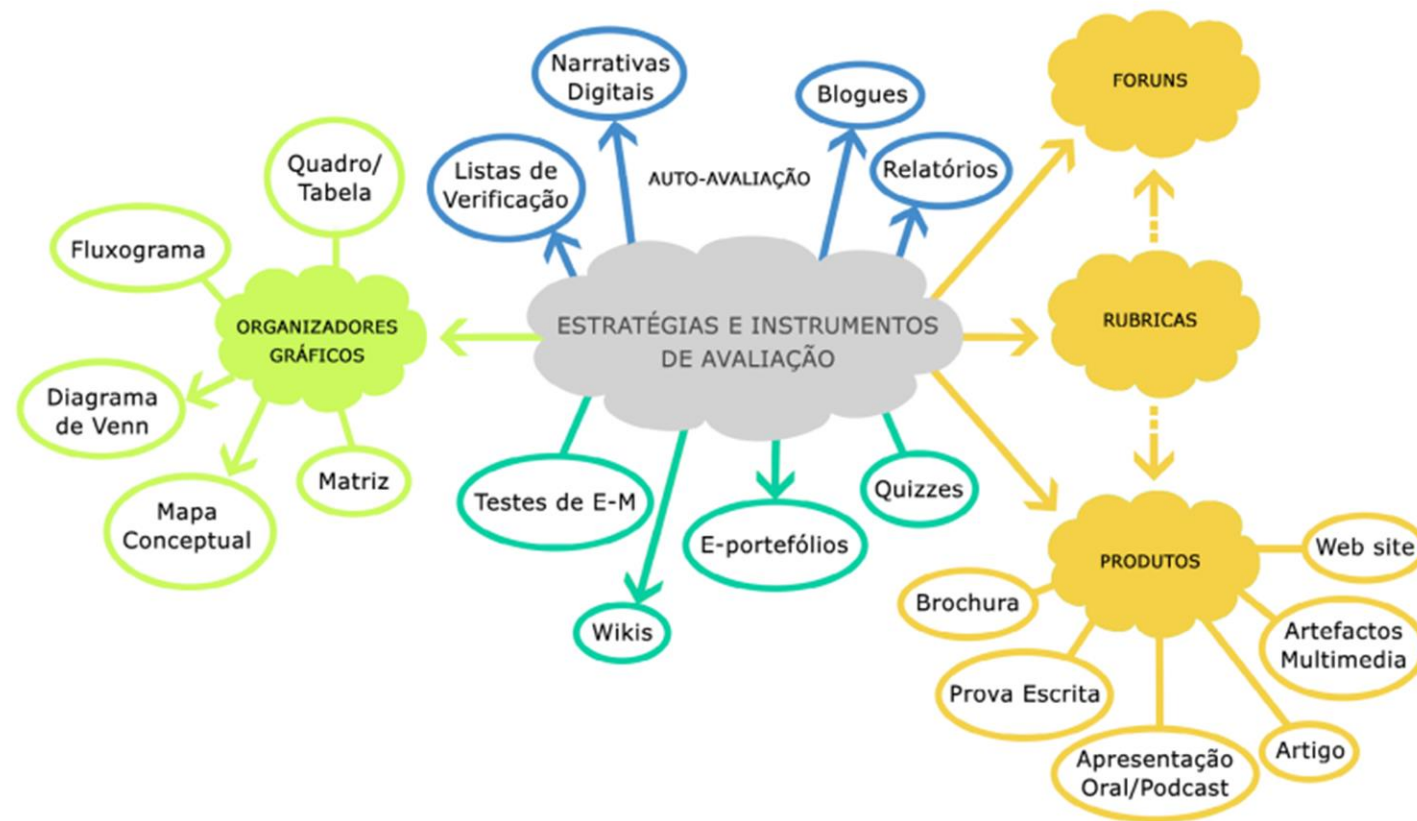 Narrativas
Digitais
Blogues
FORUNS
Quadro/
Tabela
Listas de
Verificação
AUTO-AVALIAÇÃO
Relatórios
Fluxograma
ORGANIZADORES
GRÁFICOS
ESTRATÉGIAS E INSTRUMENTOS
DE AVALIAÇÃO
RUBRICAS
Diagrama
de Venn
Matriz
Mapa
Conceptual
Testes de E-M
Quizzes
E-portefólios
Wikis
PRODUTOS
Web site
Brochura
Artefactos
Multimedia
Prova Escrita
Apresentação
Oral/Podcast
Artigo